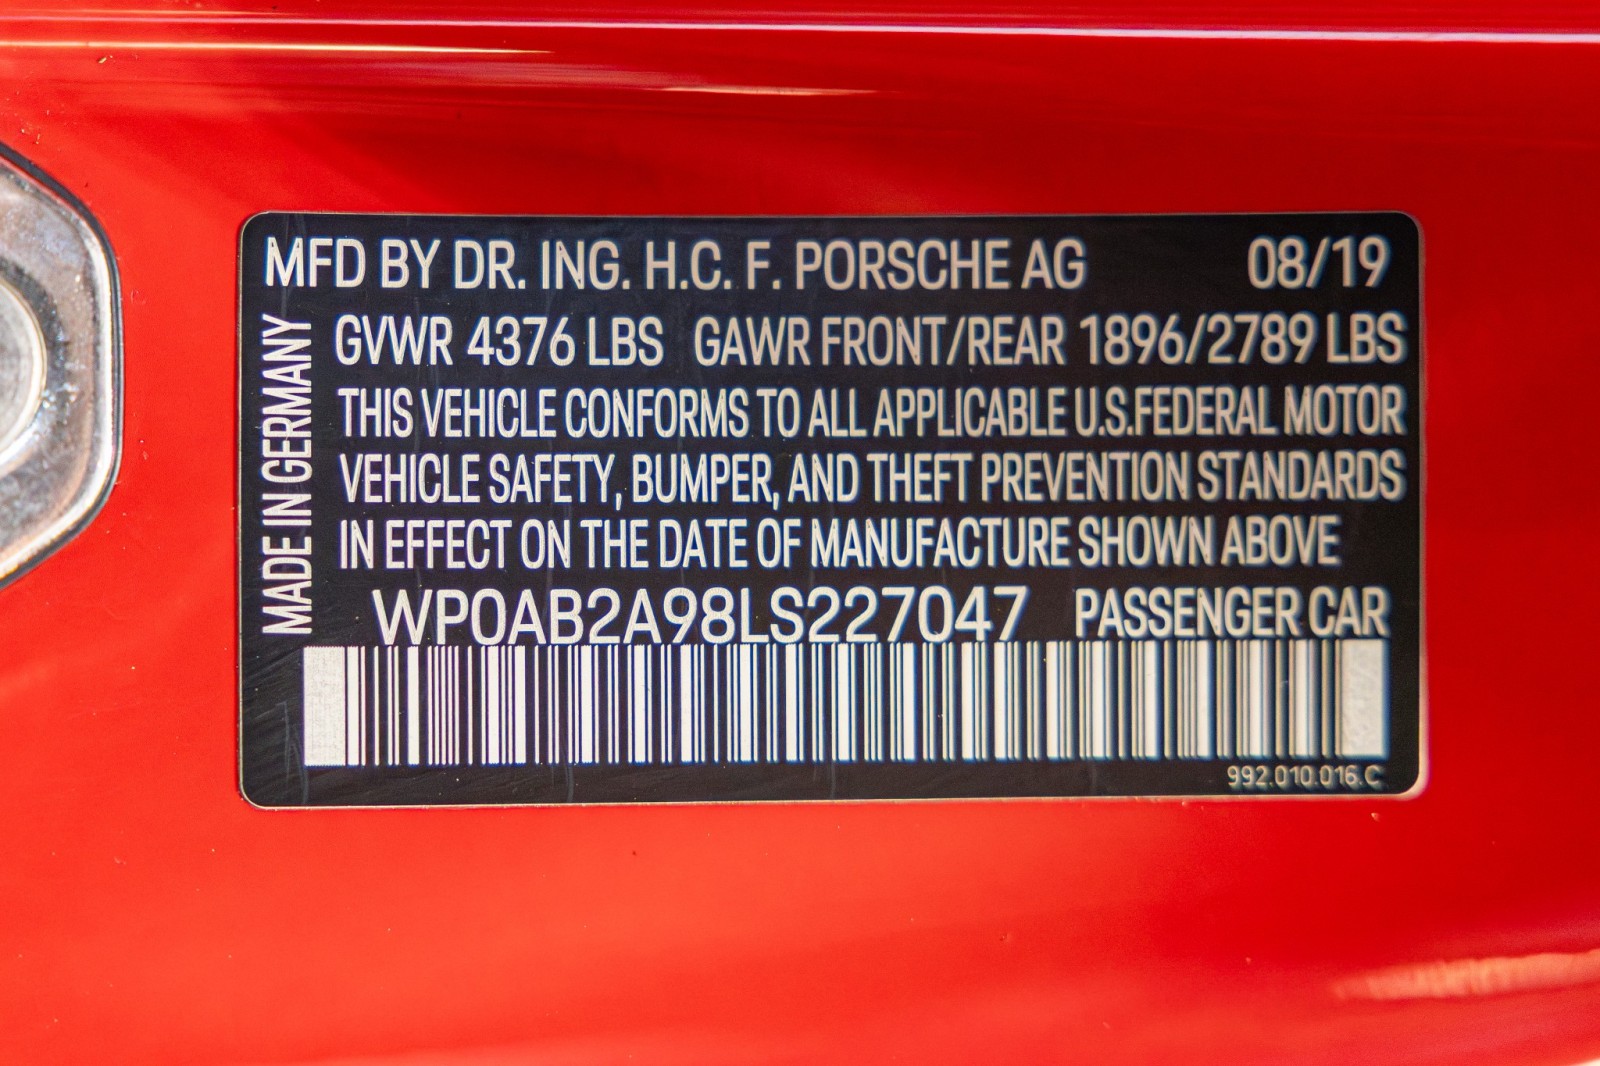 MFD BY DR. ING. H.C. F. PORSCHE AG 08/19
GVWR 4376 LBS GAWR FRONT/REAR 1896/2789 LBS
THIS VEHICLE CONFORMS TO ALL APPLICABLE U.S.FEDERAL MOTOR
VEHICLE SAFETY, BUMPER, AND THEFT PREVENTION STANDARDS
IN EFFECT ON THE DATE OF MANUFACTURE SHOWN ABOVE
WP0AB2A98LS227047 PASSENGER CAR
MADE IN GERMANY
992.010.016.C